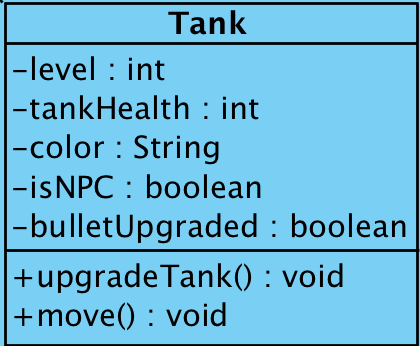 Tank
-level : int
-tankHealth : int
-color : String
-isNPC : boolean
-bulletUpgraded : boolean
+upgradeTank() : void
+move() : void